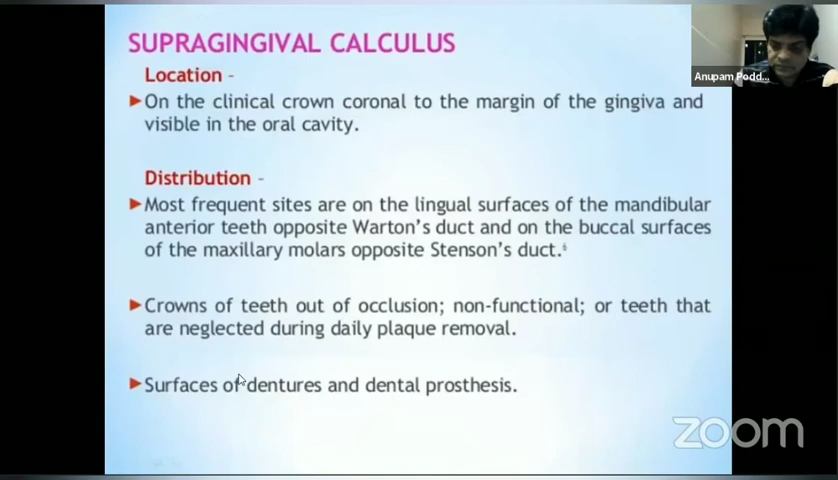 SUPRAGINGIVAL CALCULUS
Anupam Podd...
Location -
►On the clinical crown coronal to the margin of the gingiva and
visible in the oral cavity.
Distribution -
►Most frequent sites are on the lingual surfaces of the mandibular
anterior teeth opposite Warton's duct and on the buccal surfaces
of the maxillary molars opposite Stenson's duct.⁶
►Crowns of teeth out of occlusion; non-functional; or teeth that
are neglected during daily plaque removal.
►Surfaces of dentures and dental prosthesis.
zoom